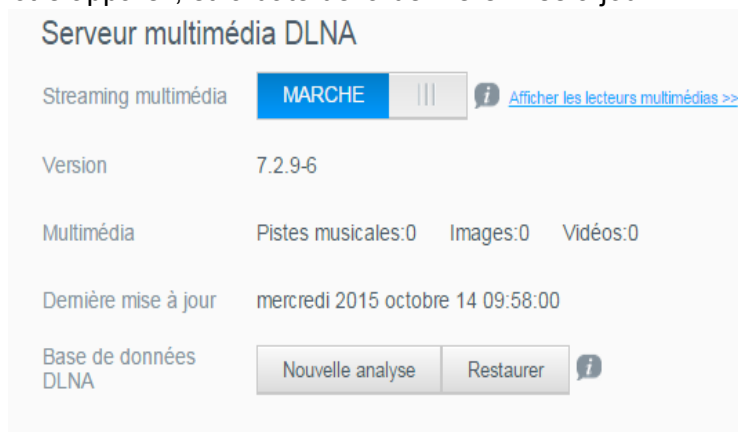 Serveur multimédia DLNA
Streaming multimédia MARCHE Afficher les lecteurs multimédias >>
Version 7.2.9-6
Multimédia Pistes musicales:0 Images:0 Vidéos:0
Dernière mise à jour mercredi 2015 octobre 14 09:58:00
Base de données
DLNA Nouvelle analyse Restaurer